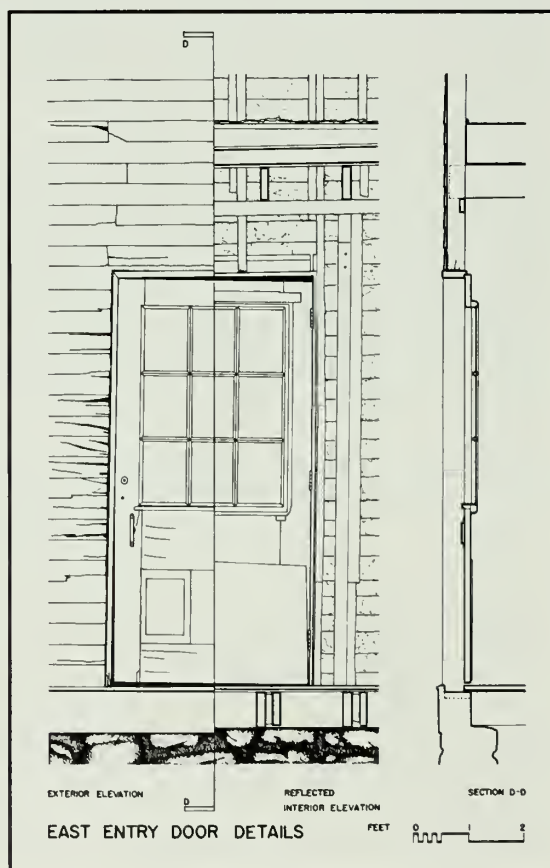 D
EXTERIOR ELEVATION
REFLECTED
INTERIOR ELEVATION
SECTION D-D
D
EAST ENTRY DOOR DETAILS
FEET
0 1 2